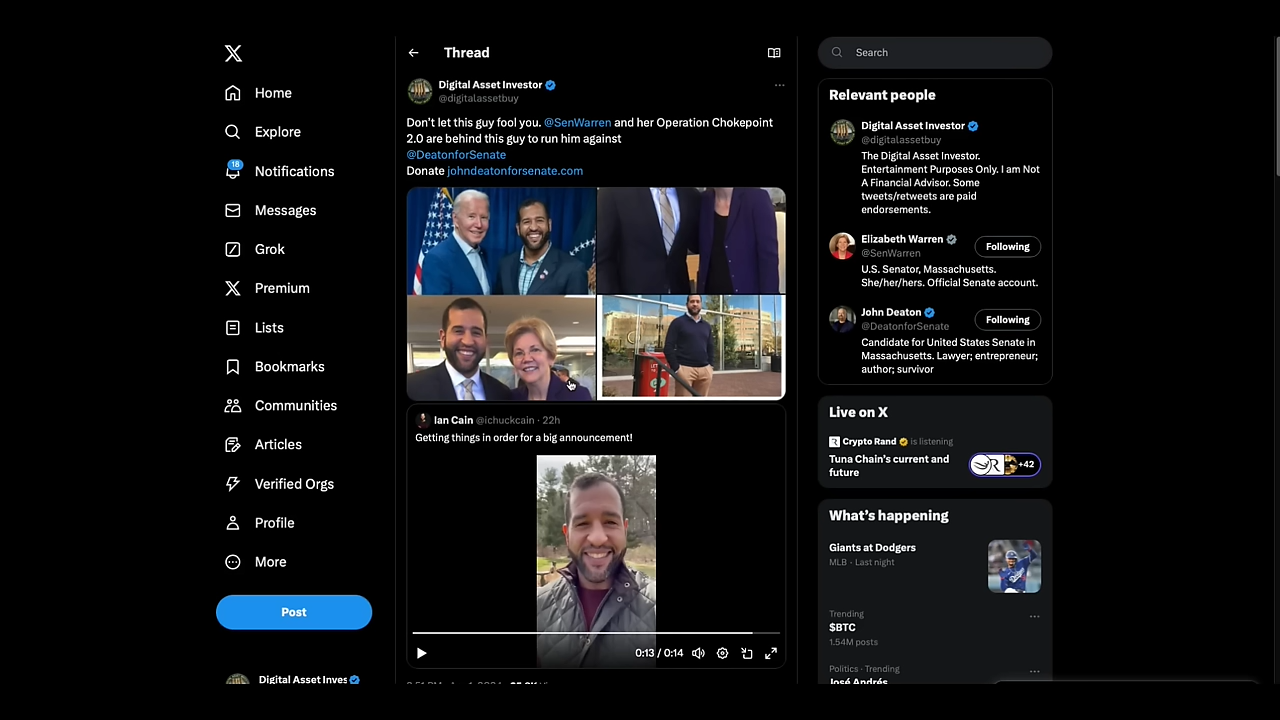 Thread
Search
Digital Asset Investor
@digitalassetbuy
Don't let this guy fool you. @SenWarren and her Operation Chokepoint
2.0 are behind this guy to run him against
@DeatonforSenate
Donate johndeatonforsenate.com
Ian Cain @ichuckcain · 22h
Getting things in order for a big announcement!
0:13 / 0:14
Home
Explore
18
Notifications
Messages
Grok
Premium
Lists
Bookmarks
Communities
Articles
Verified Orgs
Profile
More
Post
Digital Asset Inves
Relevant people
Digital Asset Investor
@digitalassetbuy
The Digital Asset Investor.
Entertainment Purposes Only. I am Not
A Financial Advisor. Some
tweets/retweets are paid
endorsements.
Elizabeth Warren
@SenWarren
Following
U.S. Senator, Massachusetts.
She/her/hers. Official Senate account.
John Deaton
@DeatonforSenate
Following
Candidate for United States Senate in
Massachusetts. Lawyer; entrepreneur;
author; survivor
Live on X
Crypto Rand is listening
Tuna Chain's current and
future
+42
What's happening
Giants at Dodgers
MLB · Last night
Trending
$BTC
1.54M posts
Politics · Trending
José Andrés